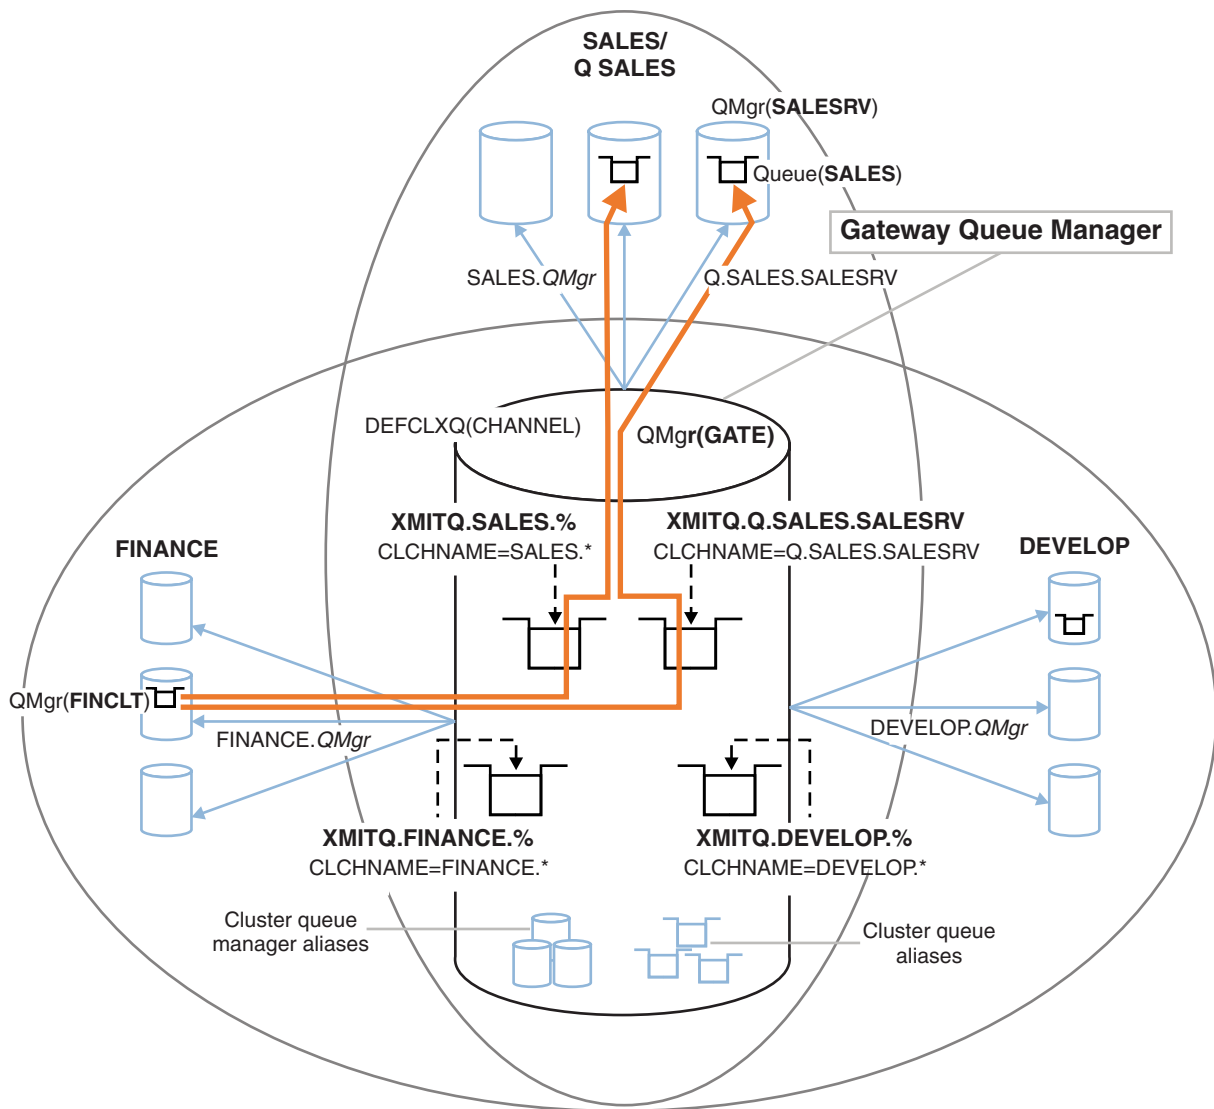 SALES/
Q SALES
QMgr(SALESRV)
Queue(SALES)
Gateway Queue Manager
SALES.QMgr
Q.SALES.SALESRV
DEFCLXQ(CHANNEL)
QMgr(GATE)
XMITQ.SALES.%
CLCHNAME=SALES.*
XMITQ.Q.SALES.SALESRV
CLCHNAME=Q.SALES.SALESRV
FINANCE
DEVELOP
QMgr(FINCLT)
FINANCE.QMgr
DEVELOP.QMgr
XMITQ.FINANCE.%
CLCHNAME=FINANCE.*
XMITQ.DEVELOP.%
CLCHNAME=DEVELOP.*
Cluster queue
manager aliases
Cluster queue
aliases